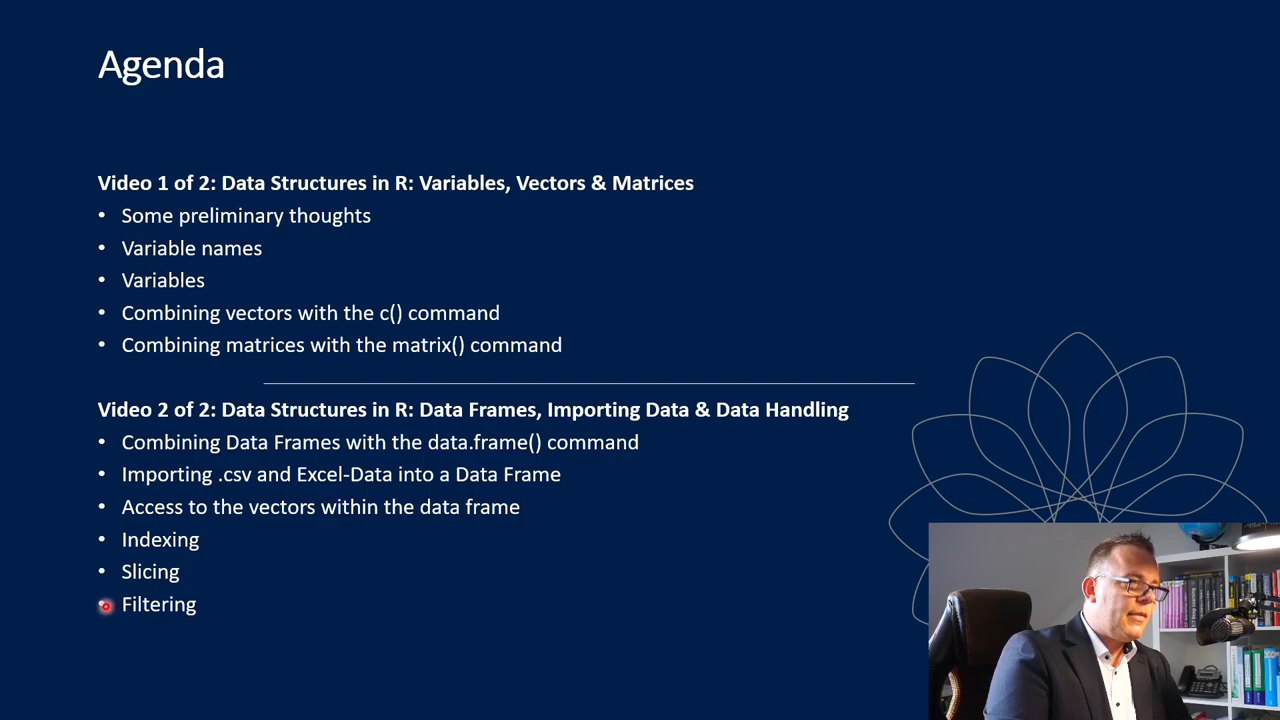 Agenda
Video 1 of 2: Data Structures in R: Variables, Vectors & Matrices
• Some preliminary thoughts
• Variable names
• Variables
• Combining vectors with the c() command
• Combining matrices with the matrix() command
Video 2 of 2: Data Structures in R: Data Frames, Importing Data & Data Handling
• Combining Data Frames with the data.frame() command
• Importing .csv and Excel-Data into a Data Frame
• Access to the vectors within the data frame
• Indexing
• Slicing
• Filtering